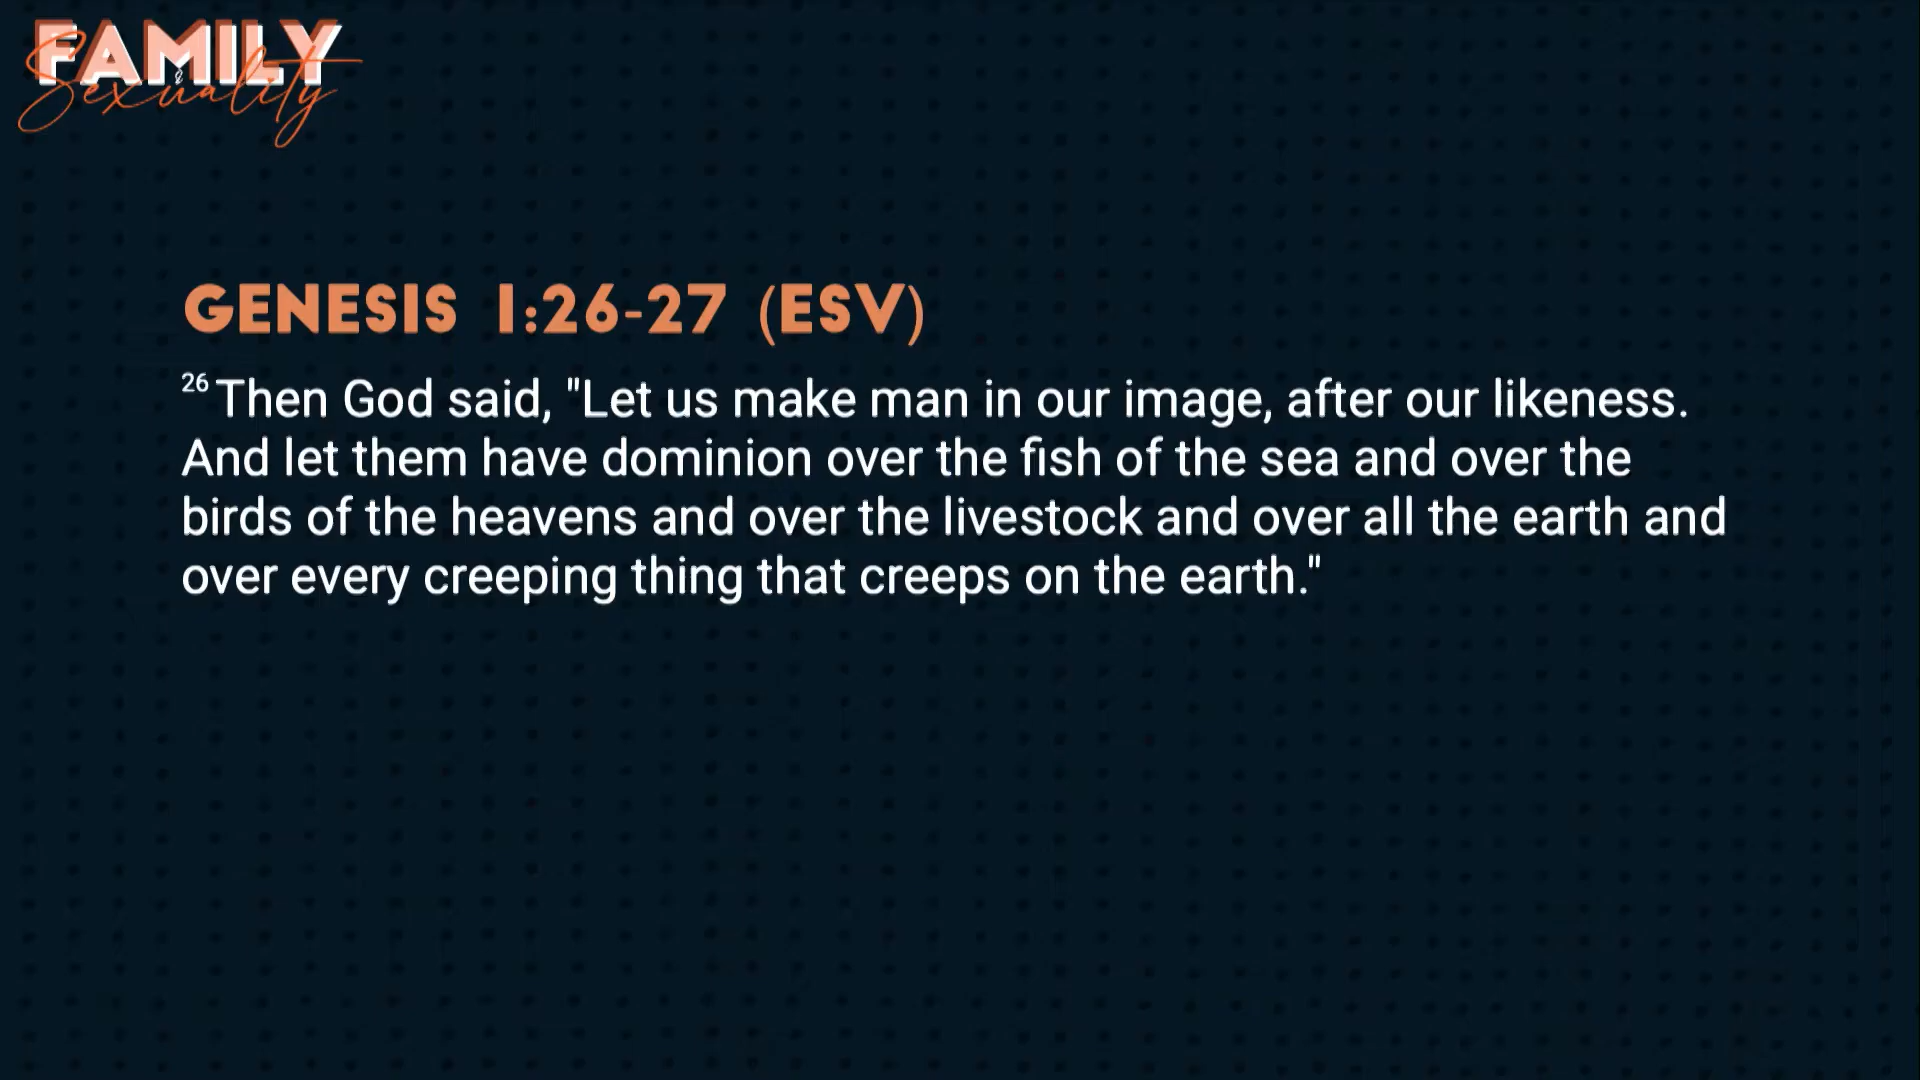 FAMILY
&
Sexuality
GENESIS 1:26-27 (ESV)
26 Then God said, "Let us make man in our image, after our likeness.
And let them have dominion over the fish of the sea and over the
birds of the heavens and over the livestock and over all the earth and
over every creeping thing that creeps on the earth."